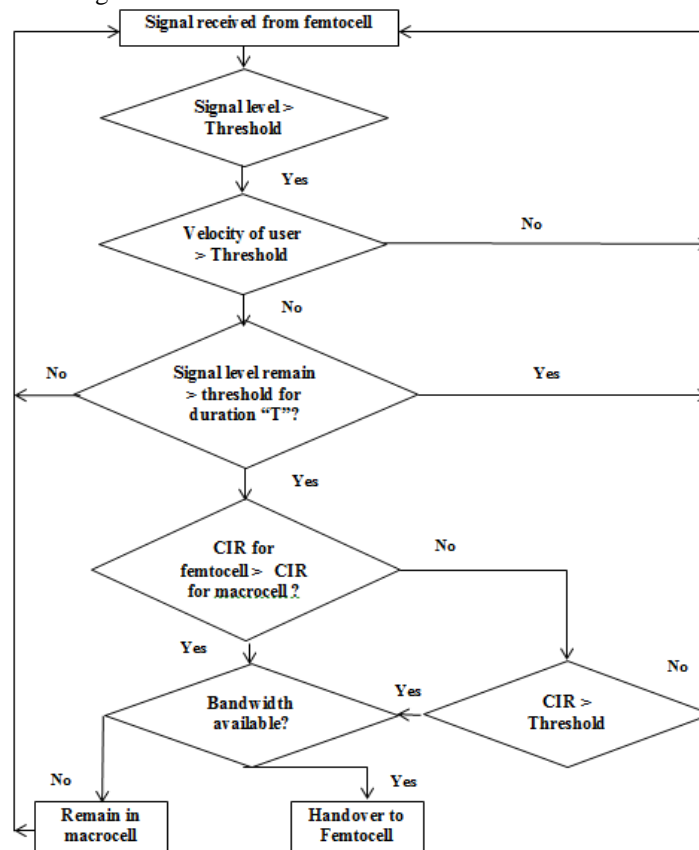 Signal received from femtocell
Signal level >
Threshold
Yes
Velocity of user
> Threshold
No
No
Signal level remain
> threshold for
duration “T”?
No
Yes
Yes
CIR for
femtocell > CIR
for macrocell ?
No
Yes
Bandwidth
available?
Yes
CIR >
Threshold
No
No
Yes
Remain in
macrocell
Handover to
Femtocell